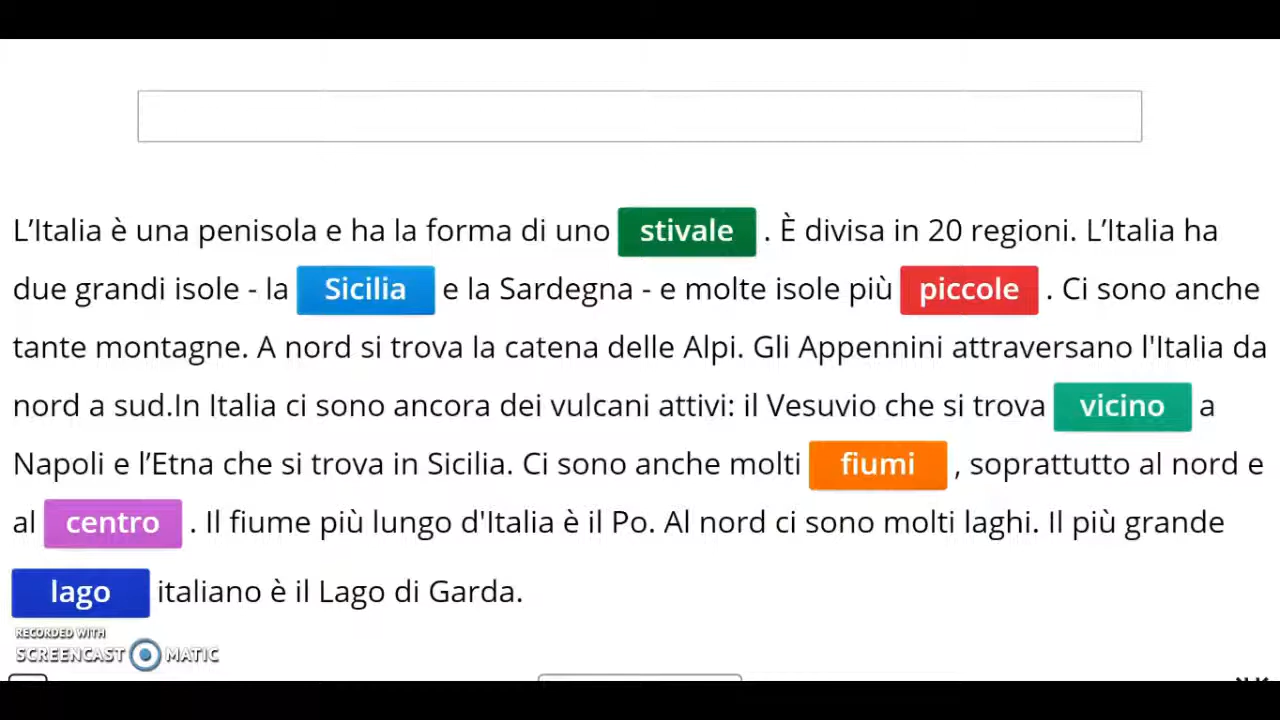 L’Italia è una penisola e ha la forma di uno stivale . È divisa in 20 regioni. L’Italia ha
due grandi isole - la Sicilia e la Sardegna - e molte isole più piccole . Ci sono anche
tante montagne. A nord si trova la catena delle Alpi. Gli Appennini attraversano l'Italia da
nord a sud.In Italia ci sono ancora dei vulcani attivi: il Vesuvio che si trova vicino a
Napoli e l’Etna che si trova in Sicilia. Ci sono anche molti fiumi , soprattutto al nord e
al centro . Il fiume più lungo d'Italia è il Po. Al nord ci sono molti laghi. Il più grande
lago italiano è il Lago di Garda.
RECORDED WITH
SCREENCAST MATIC